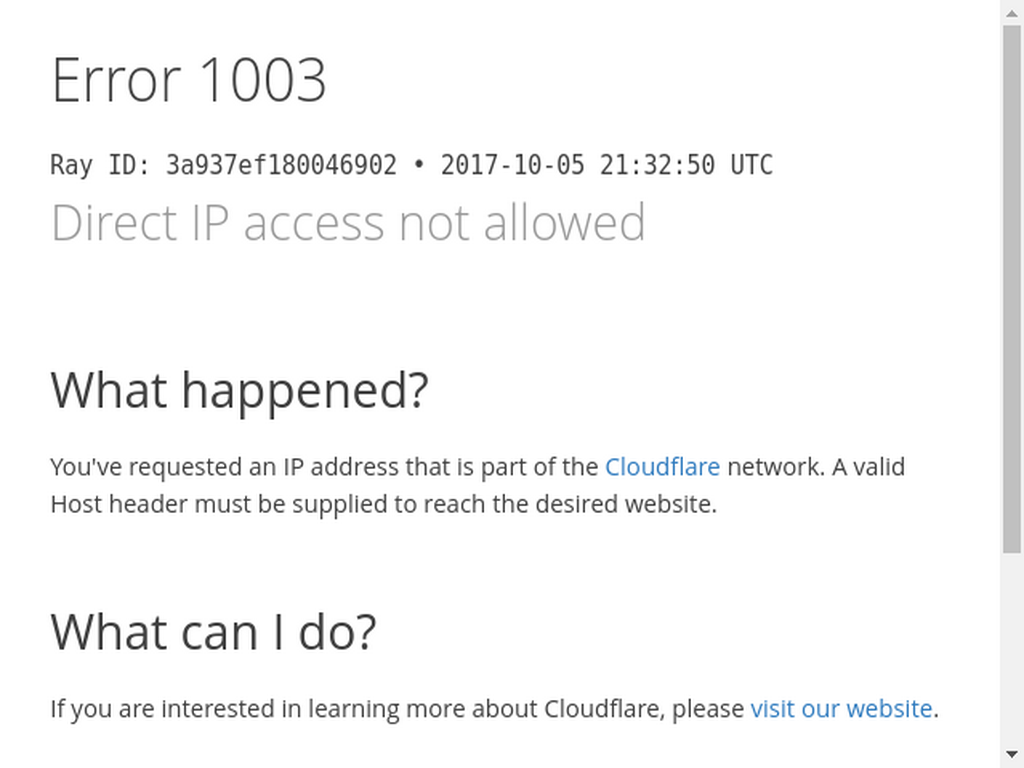 Error 1003
Ray ID: 3a937ef180046902 • 2017-10-05 21:32:50 UTC
Direct IP access not allowed
What happened?
You've requested an IP address that is part of the Cloudflare network. A valid
Host header must be supplied to reach the desired website.
What can I do?
If you are interested in learning more about Cloudflare, please visit our website.